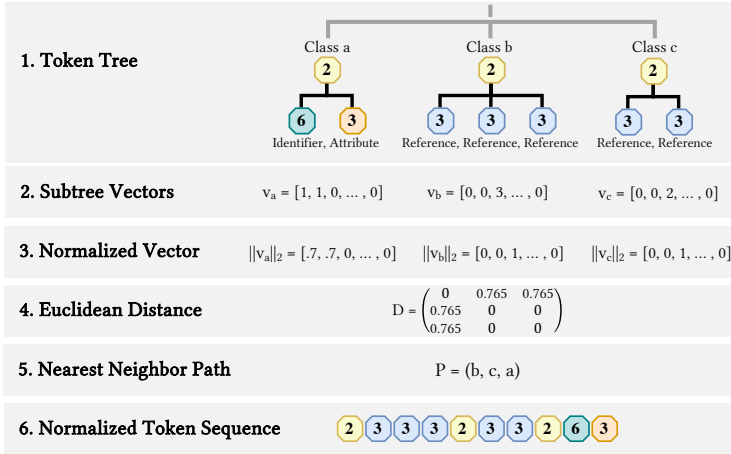 1. Token Tree
Class a Class b Class c
2 2 2
6 3 3 3 3 3 3
Identifier, Attribute Reference, Reference, Reference Reference, Reference
2. Subtree Vectors
vₐ = [1, 1, 0, ... , 0] v_b = [0, 0, 3, ... , 0] v_c = [0, 0, 2, ... , 0]
3. Normalized Vector
||vₐ||₂ = [.7, .7, 0, ... , 0] ||v_b||₂ = [0, 0, 1, ... , 0] ||v_c||₂ = [0, 0, 1, ... , 0]
4. Euclidean Distance
0 0.765 0.765
D = 0.765 0 0
0.765 0 0
5. Nearest Neighbor Path
P = (b, c, a)
6. Normalized Token Sequence
2 3 3 3 2 3 3 2 6 3